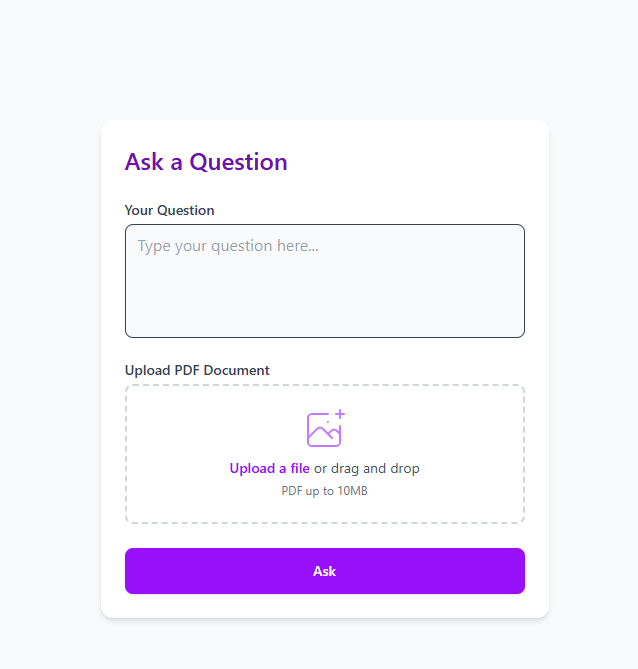 Ask a Question
Your Question
Type your question here...
Upload PDF Document
Upload a file or drag and drop
PDF up to 10MB
Ask